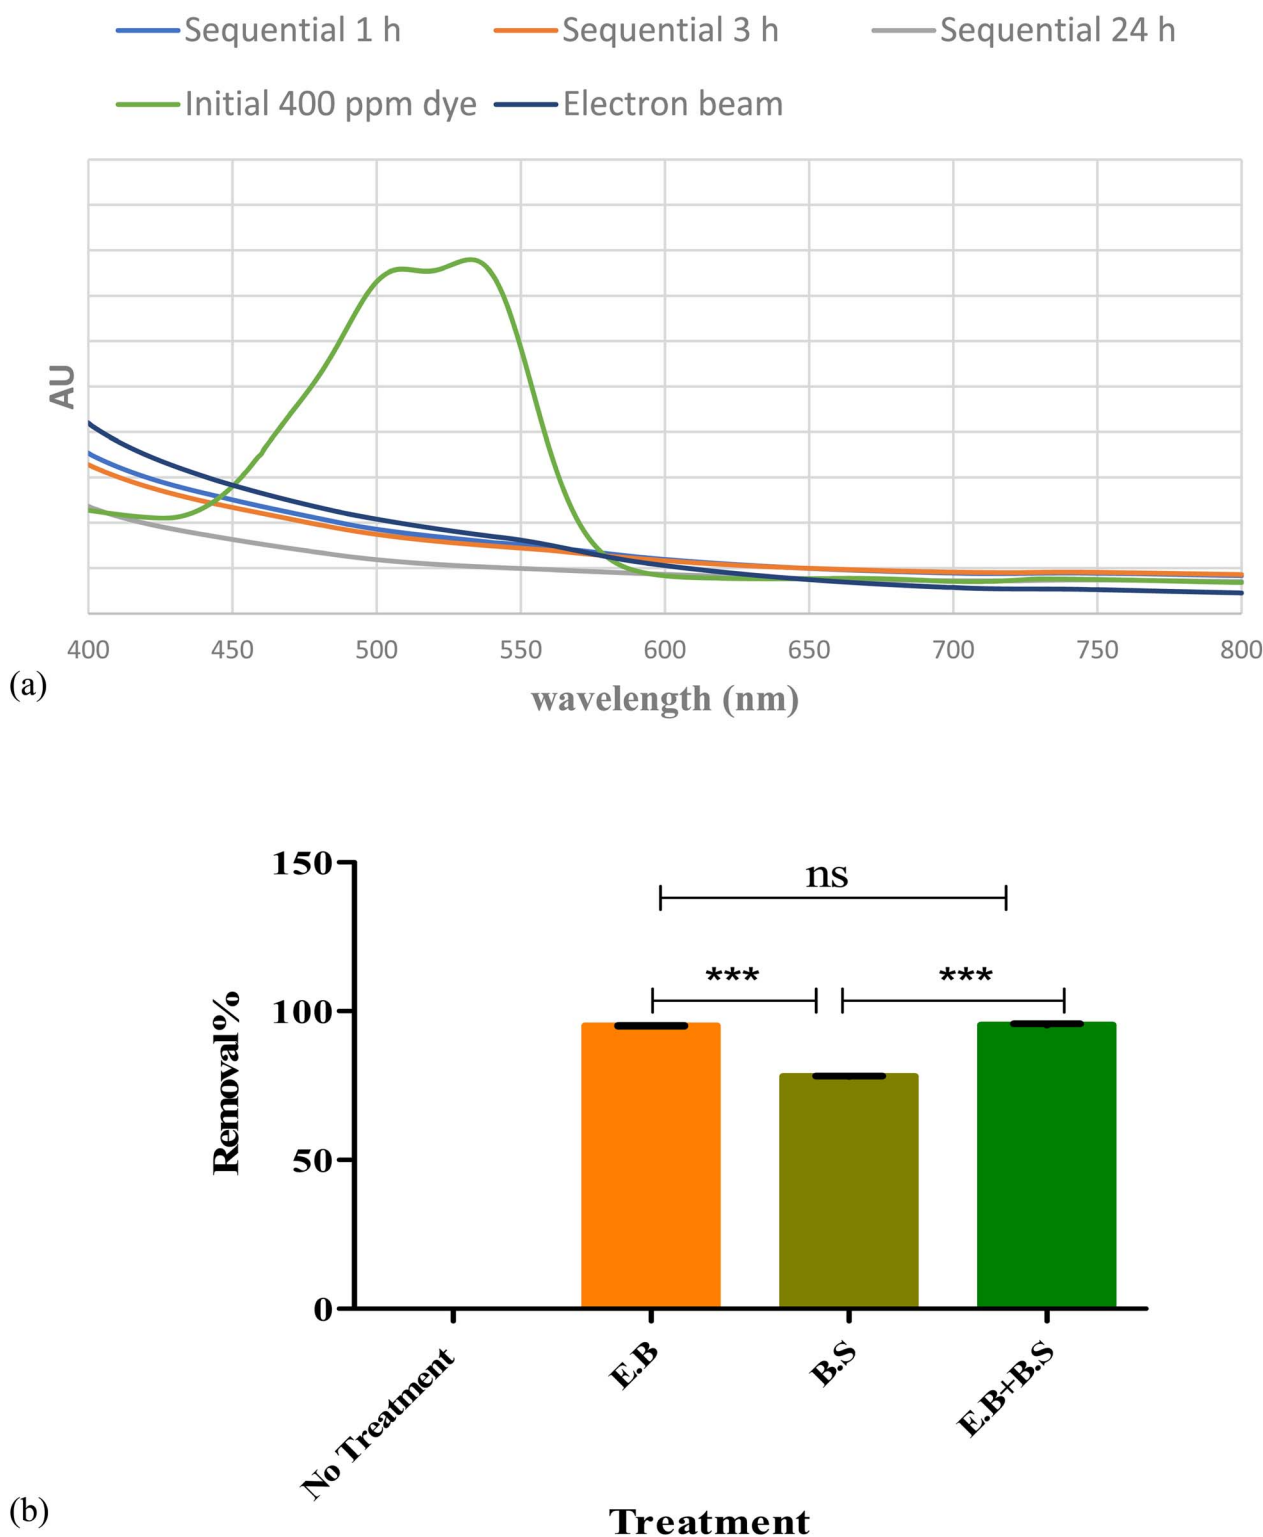 Sequential 1 h Sequential 3 h Sequential 24 h
Initial 400 ppm dye Electron beam
AU
400 450 500 550 600 650 700 750 800
(a)
wavelength (nm)
150
ns
*** ***
100
Removal%
50
0
No Treatment E.B B.S E.B+B.S
(b)
Treatment